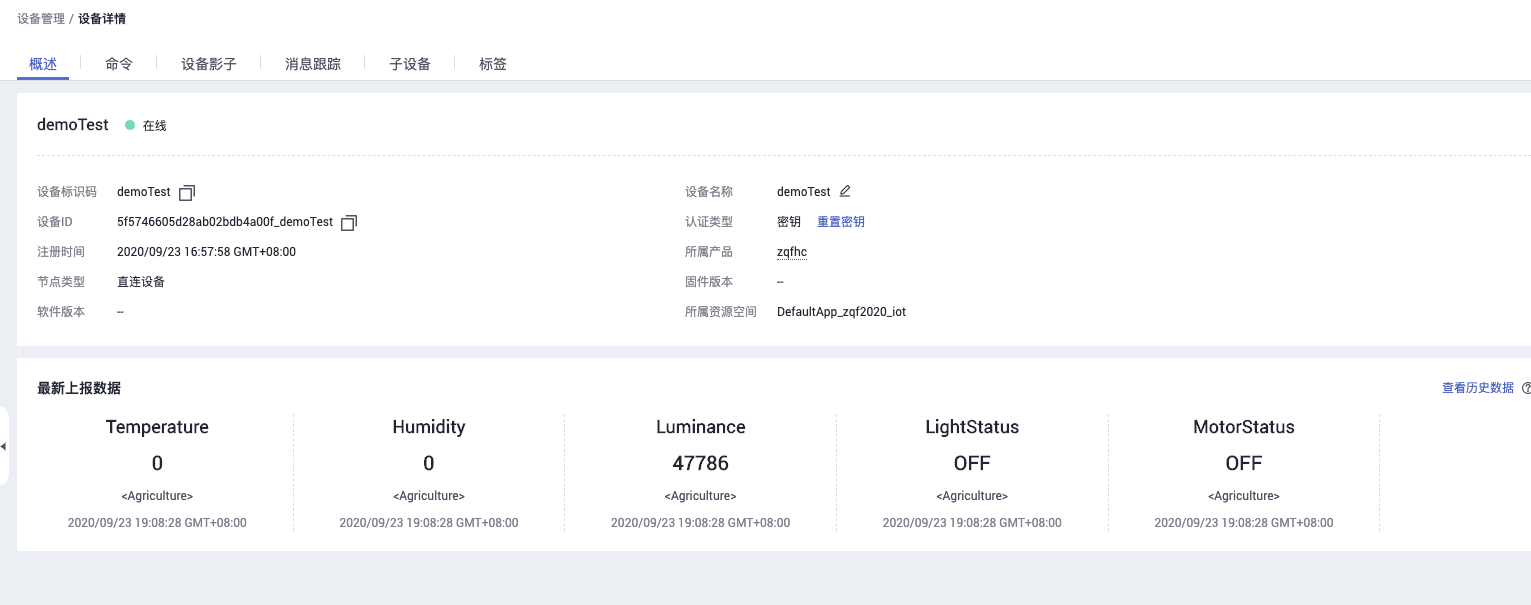 设备管理 / 设备详情
概述 命令 设备影子 消息跟踪 子设备 标签
demoTest 在线
设备标识码 demoTest 设备名称 demoTest
设备ID 5f5746605d28ab02bdb4a00f_demoTest 认证类型 密钥 重置密钥
注册时间 2020/09/23 16:57:58 GMT+08:00 所属产品 zqfhc
节点类型 直连设备 固件版本 --
软件版本 -- 所属资源空间 DefaultApp_zqf2020_iot
最新上报数据 查看历史数据
Temperature Humidity Luminance LightStatus MotorStatus
0 0 47786 OFF OFF
<Agriculture> <Agriculture> <Agriculture> <Agriculture> <Agriculture>
2020/09/23 19:08:28 GMT+08:00 2020/09/23 19:08:28 GMT+08:00 2020/09/23 19:08:28 GMT+08:00 2020/09/23 19:08:28 GMT+08:00 2020/09/23 19:08:28 GMT+08:00